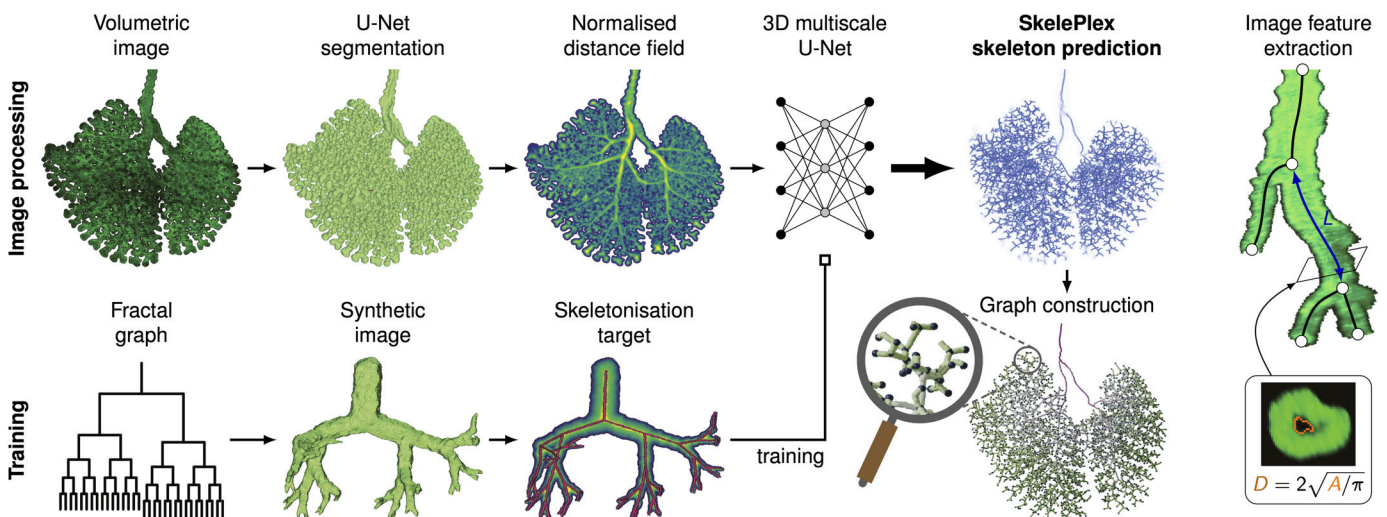 Volumetric
image
U-Net
segmentation
Normalised
distance field
3D multiscale
U-Net
SkelePlex
skeleton prediction
Image feature
extraction
Image processing
L
Fractal
graph
Synthetic
image
Skeletonisation
target
Graph construction
Training
training
D = 2√A/π